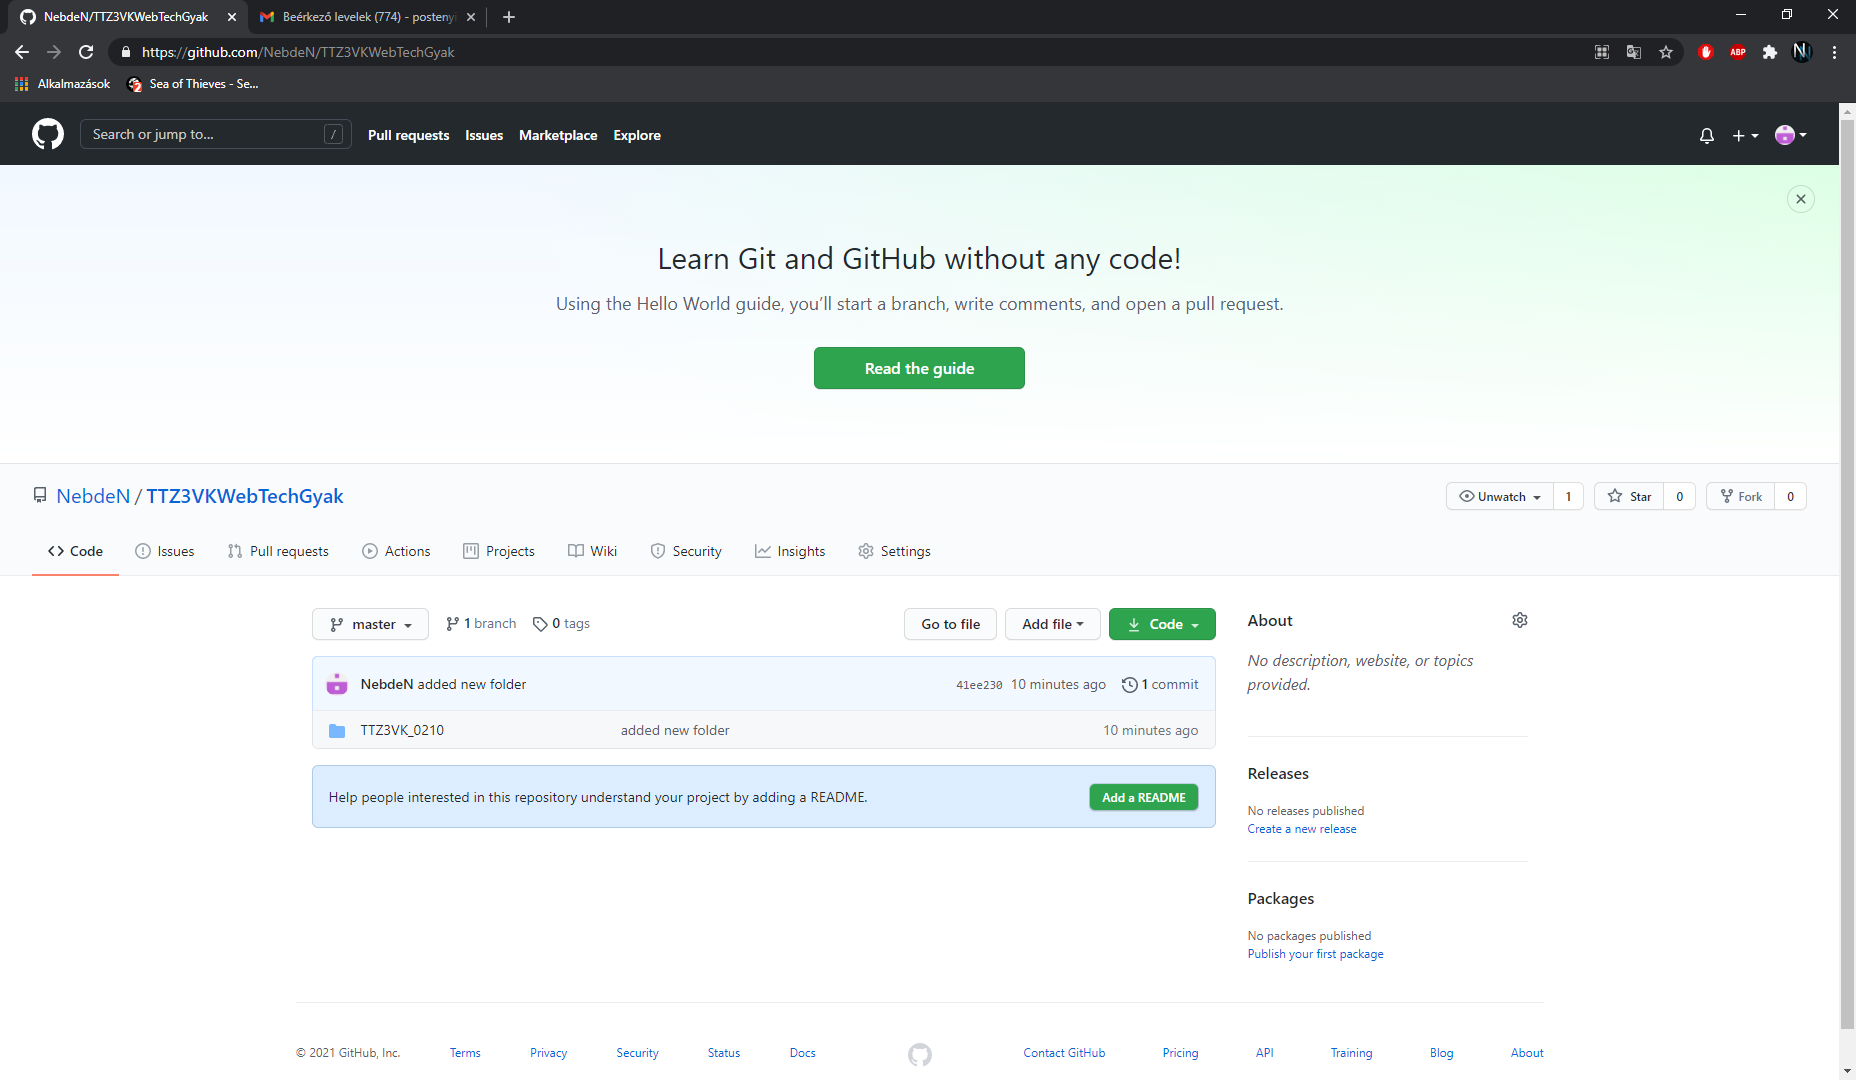 NebdeN/TTZ3VKWebTechGyak
Beérkező levelek (774) - posteny
https://github.com/NebdeN/TTZ3VKWebTechGyak
ABP
Alkalmazások
Sea of Thieves - Se...
Search or jump to...
/
Pull requests
Issues
Marketplace
Explore
Learn Git and GitHub without any code!
Using the Hello World guide, you’ll start a branch, write comments, and open a pull request.
Read the guide
NebdeN / TTZ3VKWebTechGyak
Unwatch 1
Star 0
Fork 0
Code
Issues
Pull requests
Actions
Projects
Wiki
Security
Insights
Settings
master
1 branch
0 tags
Go to file
Add file
Code
NebdeN added new folder
41ee230 10 minutes ago
1 commit
TTZ3VK_0210
added new folder
10 minutes ago
Help people interested in this repository understand your project by adding a README.
Add a README
About
No description, website, or topics
provided.
Releases
No releases published
Create a new release
Packages
No packages published
Publish your first package
© 2021 GitHub, Inc.
Terms
Privacy
Security
Status
Docs
Contact GitHub
Pricing
API
Training
Blog
About